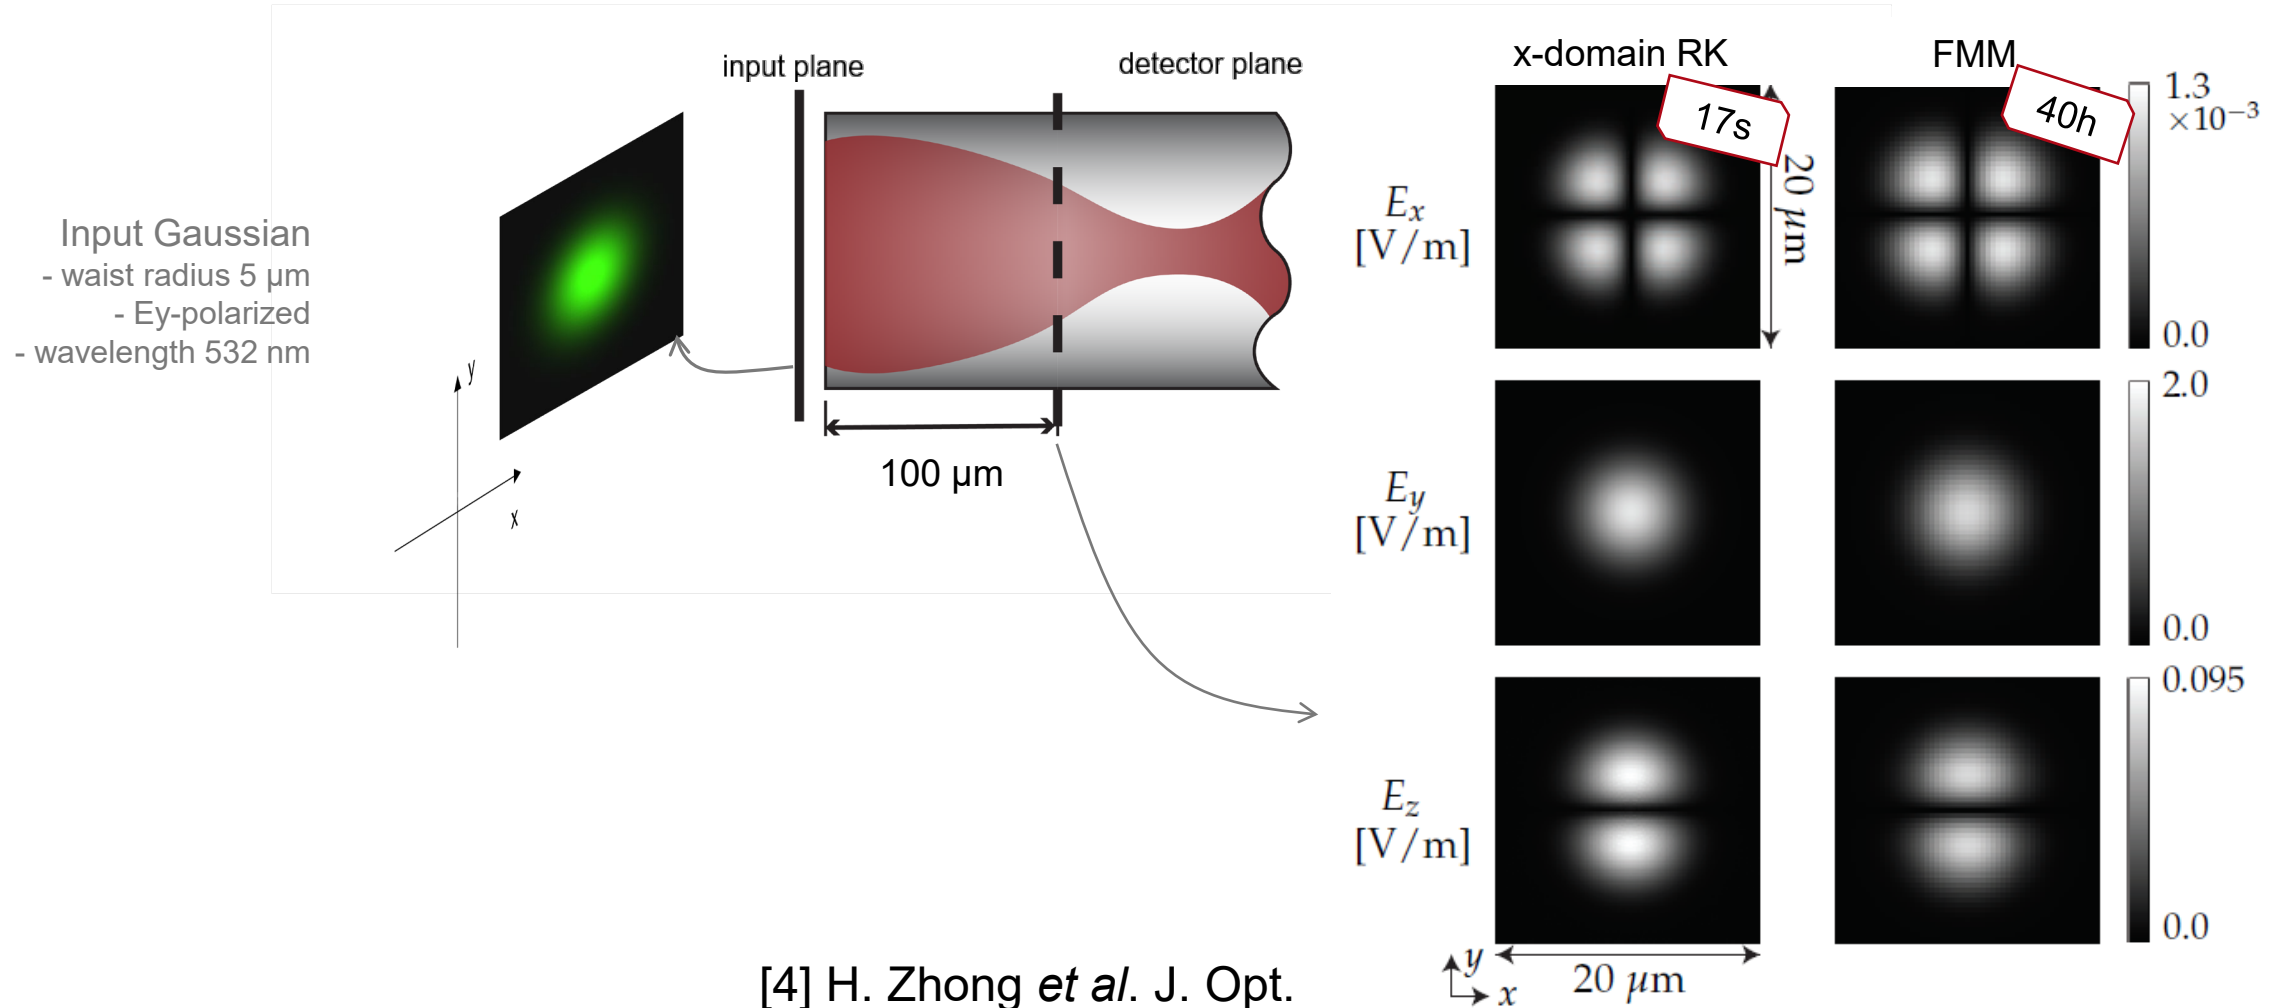 input plane
detector plane
Input Gaussian
- waist radius 5 µm
- Ey-polarized
- wavelength 532 nm
y
x
100 µm
x-domain RK
FMM
17s
40h
20 µm
1.3
×10⁻³
0.0
Eₓ
[V/m]
E_y
[V/m]
2.0
0.0
E_z
[V/m]
0.095
0.0
y
x
20 µm
[4] H. Zhong et al. J. Opt.